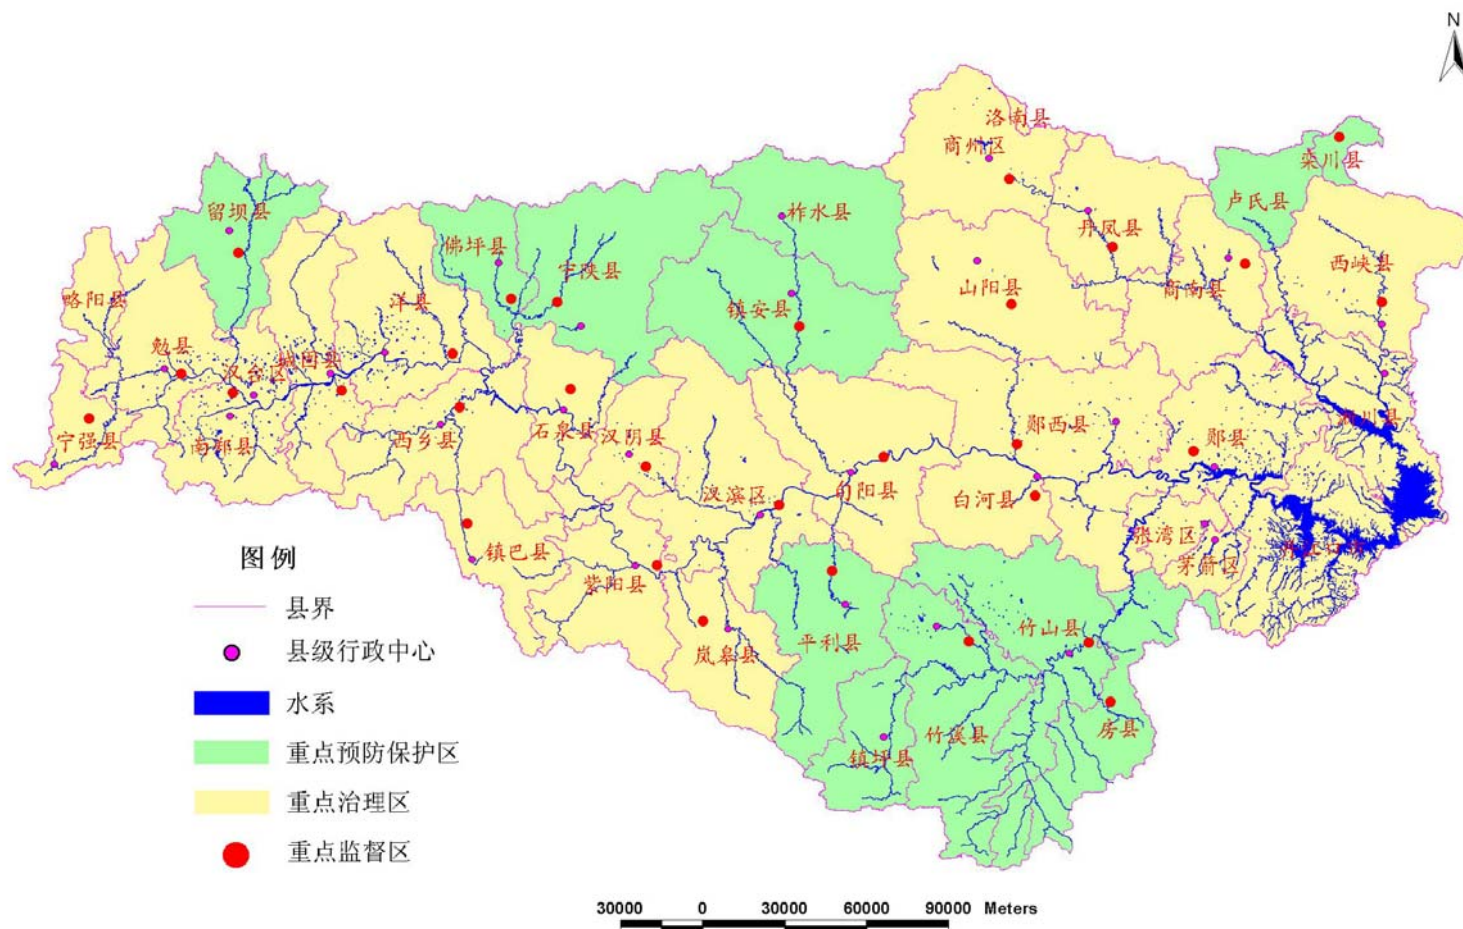 N
洛南县
商州区
栾川县
留坝县
柞水县
卢氏县
佛坪县
丹凤县
宁陕县
西峡县
略阳县
洋县
镇安县
山阳县
商南县
勉县
城固县
汉台区
淅川县
宁强县
南郑县
西乡县
石泉县
汉阴县
郧西县
郧县
汉滨区
旬阳县
白河县
张湾区
茅箭区
镇巴县
紫阳县
岚皋县
平利县
竹山县
镇坪县
竹溪县
房县
图例
县界
县级行政中心
水系
重点预防保护区
重点治理区
重点监督区
30000 0 30000 60000 90000 Meters